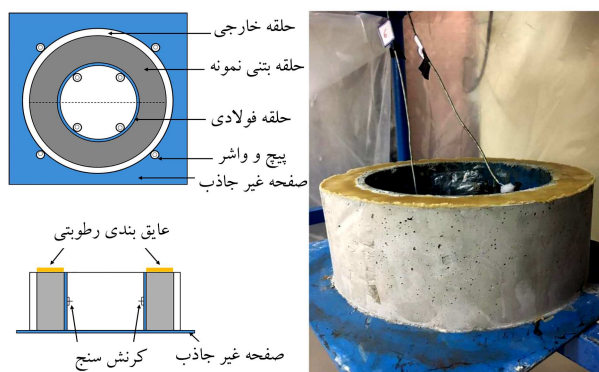 حلقه خارجی
حلقه بتنی نمونه
حلقه فولادی
پیچ و واشر
صفحه غیر جاذب
عایق بندی رطوبتی
کرنش سنج
صفحه غیر جاذب